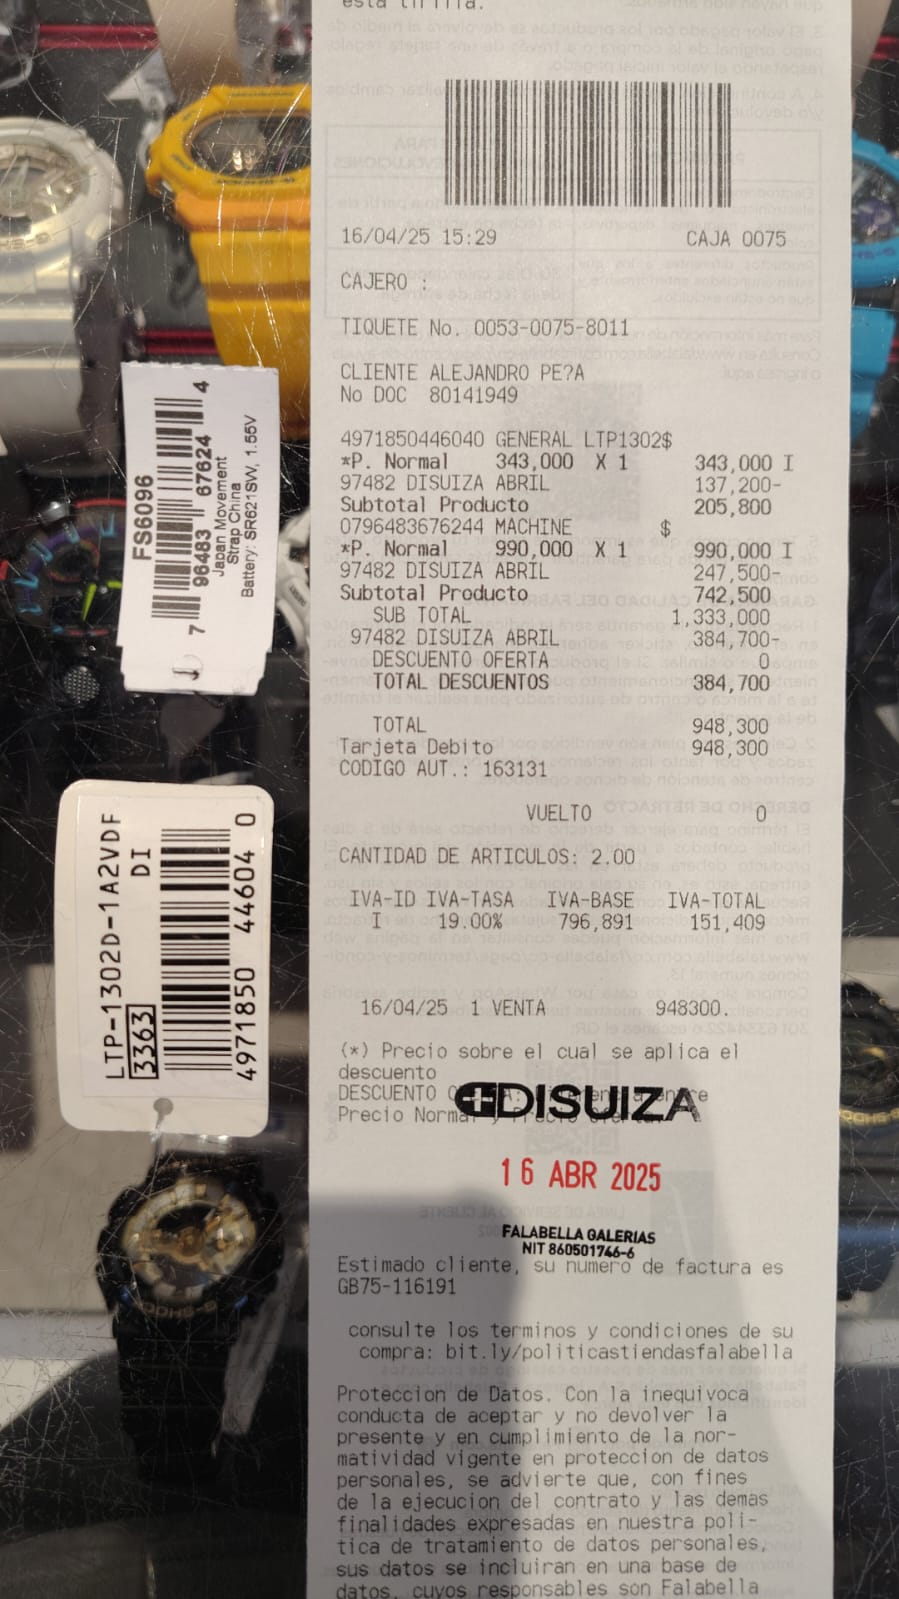 esta tirilla.
16/04/25 15:29 CAJA 0075
CAJERO :
TIQUETE No. 0053-0075-8011
CLIENTE ALEJANDRO PE?A
No DOC 80141949
4971850446040 GENERAL LTP1302$
*P. Normal 343,000 X 1 343,000 I
97482 DISUIZA ABRIL 137,200-
Subtotal Producto 205,800
0796483676244 MACHINE $
*P. Normal 990,000 X 1 990,000 I
97482 DISUIZA ABRIL 247,500-
Subtotal Producto 742,500
SUB TOTAL 1,333,000
97482 DISUIZA ABRIL 384,700-
DESCUENTO OFERTA 0
TOTAL DESCUENTOS 384,700
TOTAL 948,300
Tarjeta Debito 948,300
CODIGO AUT.: 163131
VUELTO 0
CANTIDAD DE ARTICULOS: 2.00
IVA-ID IVA-TASA IVA-BASE IVA-TOTAL
I 19.00% 796,891 151,409
16/04/25 1 VENTA 948300.
(*) Precio sobre el cual se aplica el
descuento
DESCUENTO
Precio Normal y Precio
DISUIZA
16 ABR 2025
FALABELLA GALERIAS
NIT 860501746-6
Estimado cliente, su numero de factura es
GB75-116191
consulte los terminos y condiciones de su
compra: bit.ly/politicastiendasfalabella
Proteccion de Datos. Con la inequivoca
conducta de aceptar y no devolver la
presente y en cumplimiento de la nor-
matividad vigente en proteccion de datos
personales, se advierte que, con fines
de la ejecucion del contrato y las demas
finalidades expresadas en nuestra poli-
tica de tratamiento de datos personales,
sus datos se incluiran en una base de
datos, cuyos responsables son Falabella
FS6096
7 96483 67624 4
Japan Movement
Strap China
Battery: SR621SW, 1.55V
LTP-1302D-1A2VDF
DI
3363
4971850 44604 0
G-SHOCK